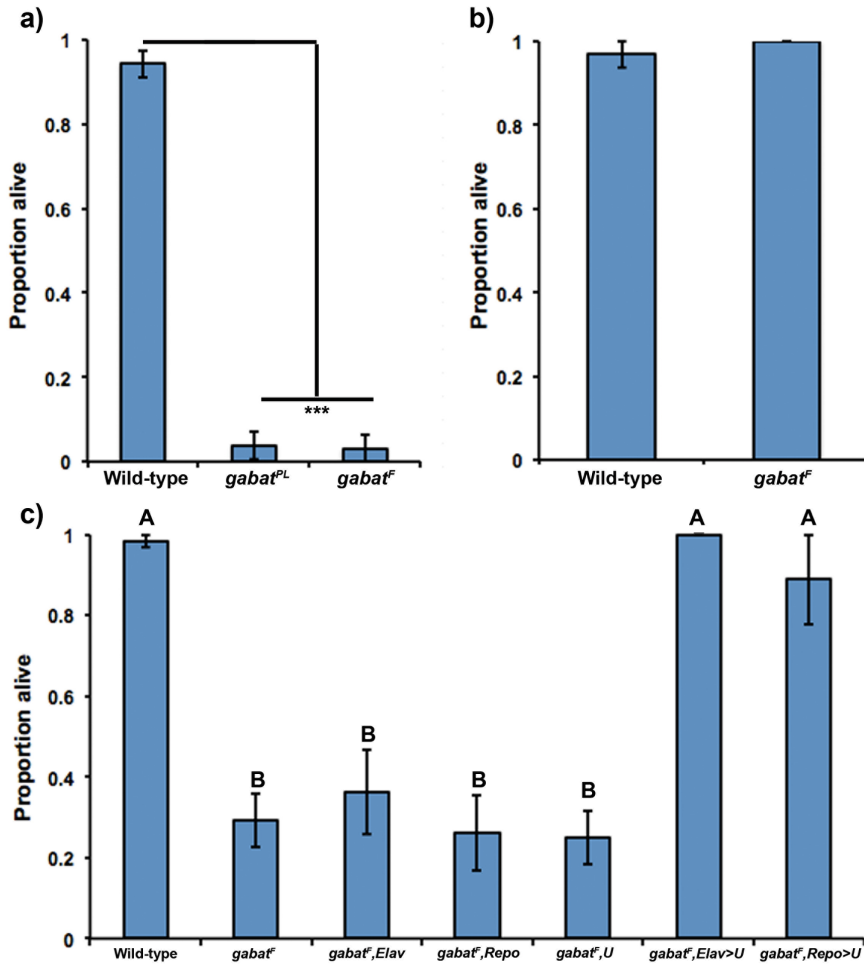 a)
Proportion alive
1
0.8
0.6
0.4
0.2
0
***
Wild-type gabatPL gabatF
b)
Proportion alive
1
0.8
0.6
0.4
0.2
0
Wild-type gabatF
c)
Proportion alive
1
0.8
0.6
0.4
0.2
0
A B B B B A A
Wild-type gabatF gabatF,Elav gabatF,Repo gabatF,U gabatF,Elav>U gabatF,Repo>U